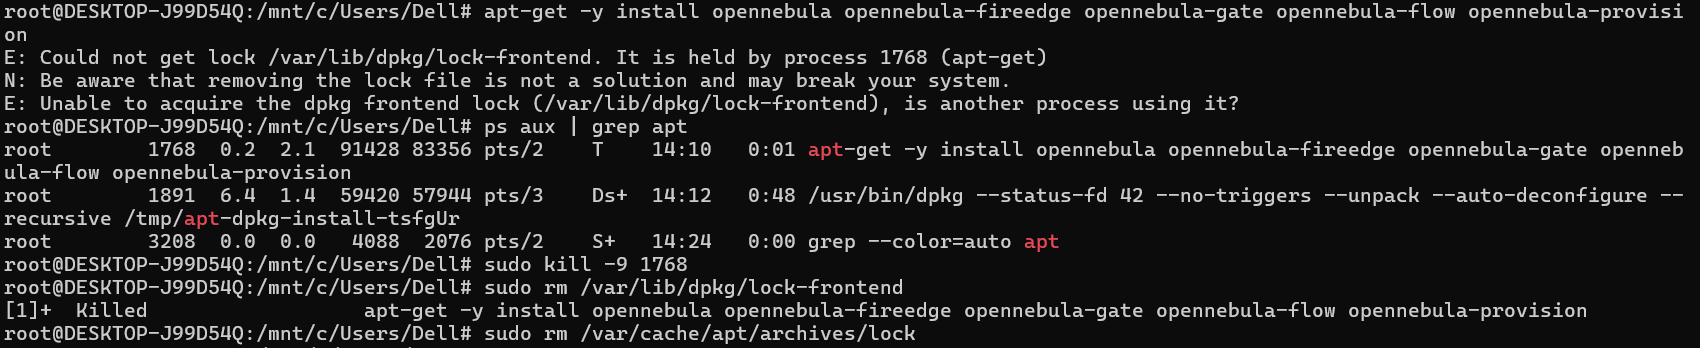 root@DESKTOP-J99D54Q:/mnt/c/Users/Dell# apt-get -y install opennebula opennebula-fireedge opennebula-gate opennebula-flow opennebula-provisi
on
E: Could not get lock /var/lib/dpkg/lock-frontend. It is held by process 1768 (apt-get)
N: Be aware that removing the lock file is not a solution and may break your system.
E: Unable to acquire the dpkg frontend lock (/var/lib/dpkg/lock-frontend), is another process using it?
root@DESKTOP-J99D54Q:/mnt/c/Users/Dell# ps aux | grep apt
root        1768  0.2  2.1  91428 83356 pts/2    T    14:10   0:01 apt-get -y install opennebula opennebula-fireedge opennebula-gate openneb
ula-flow opennebula-provision
root        1891  6.4  1.4  59420 57944 pts/3    Ds+  14:12   0:48 /usr/bin/dpkg --status-fd 42 --no-triggers --unpack --auto-deconfigure --
recursive /tmp/apt-dpkg-install-tsfgUr
root        3208  0.0  0.0   4088  2076 pts/2    S+   14:24   0:00 grep --color=auto apt
root@DESKTOP-J99D54Q:/mnt/c/Users/Dell# sudo kill -9 1768
root@DESKTOP-J99D54Q:/mnt/c/Users/Dell# sudo rm /var/lib/dpkg/lock-frontend
[1]+  Killed                  apt-get -y install opennebula opennebula-fireedge opennebula-gate opennebula-flow opennebula-provision
root@DESKTOP-J99D54Q:/mnt/c/Users/Dell# sudo rm /var/cache/apt/archives/lock